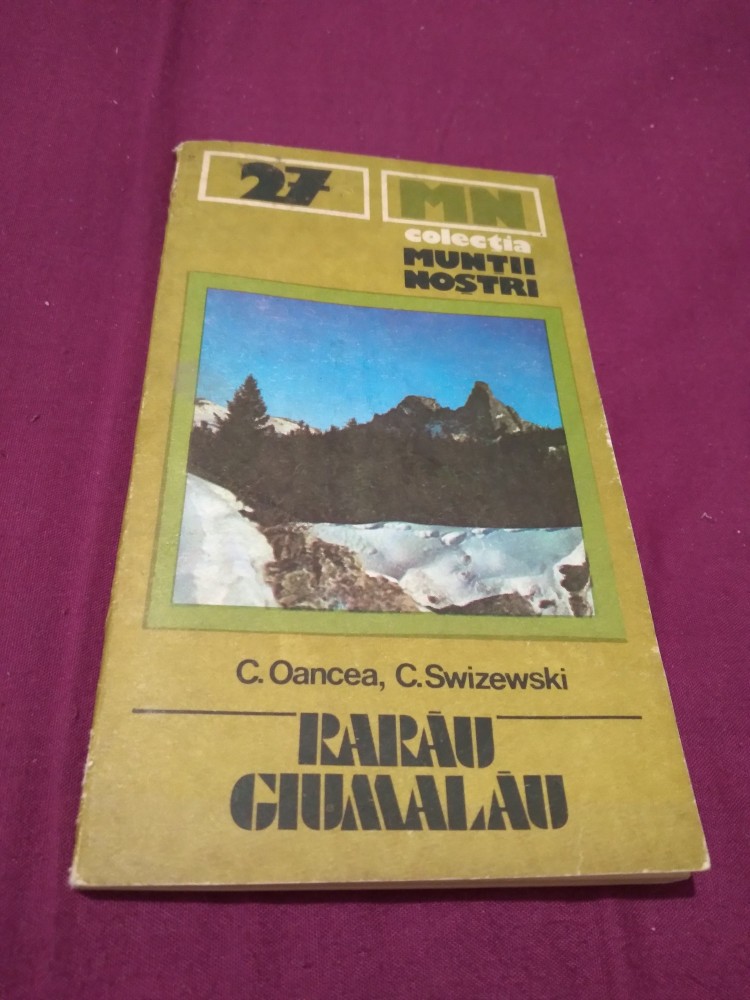 27
MN
colecția
MUNȚII
NOȘTRI
C. Oancea, C. Swizewski
RARĂU
GIUMALĂU